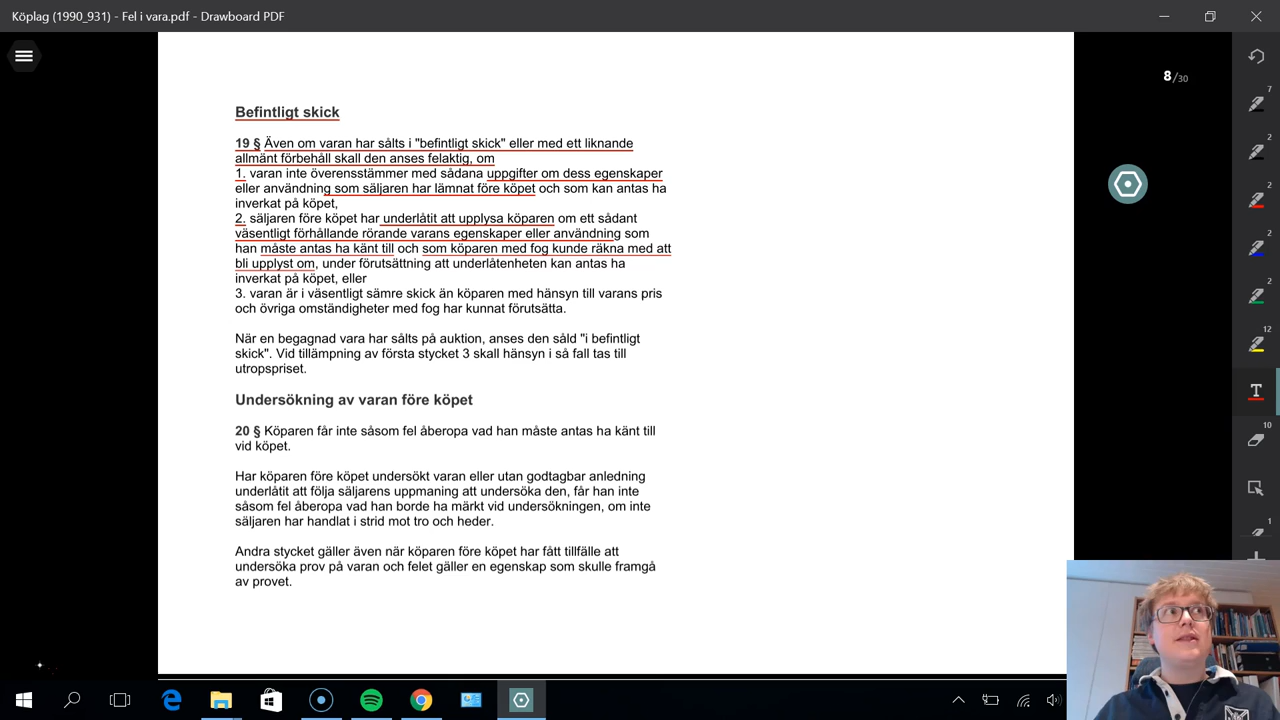 Köplag (1990_931) - Fel i vara.pdf - Drawboard PDF
8/30
Befintligt skick
19 § Även om varan har sålts i "befintligt skick" eller med ett liknande
allmänt förbehåll skall den anses felaktig, om
1. varan inte överensstämmer med sådana uppgifter om dess egenskaper
eller användning som säljaren har lämnat före köpet och som kan antas ha
inverkat på köpet,
2. säljaren före köpet har underlåtit att upplysa köparen om ett sådant
väsentligt förhållande rörande varans egenskaper eller användning som
han måste antas ha känt till och som köparen med fog kunde räkna med att
bli upplyst om, under förutsättning att underlåtenheten kan antas ha
inverkat på köpet, eller
3. varan är i väsentligt sämre skick än köparen med hänsyn till varans pris
och övriga omständigheter med fog har kunnat förutsätta.
När en begagnad vara har sålts på auktion, anses den såld "i befintligt
skick". Vid tillämpning av första stycket 3 skall hänsyn i så fall tas till
utropspriset.
Undersökning av varan före köpet
20 § Köparen får inte såsom fel åberopa vad han måste antas ha känt till
vid köpet.
Har köparen före köpet undersökt varan eller utan godtagbar anledning
underlåtit att följa säljarens uppmaning att undersöka den, får han inte
såsom fel åberopa vad han borde ha märkt vid undersökningen, om inte
säljaren har handlat i strid mot tro och heder.
Andra stycket gäller även när köparen före köpet har fått tillfälle att
undersöka prov på varan och felet gäller en egenskap som skulle framgå
av provet.
7
2
2
2
2
12
T
10
1